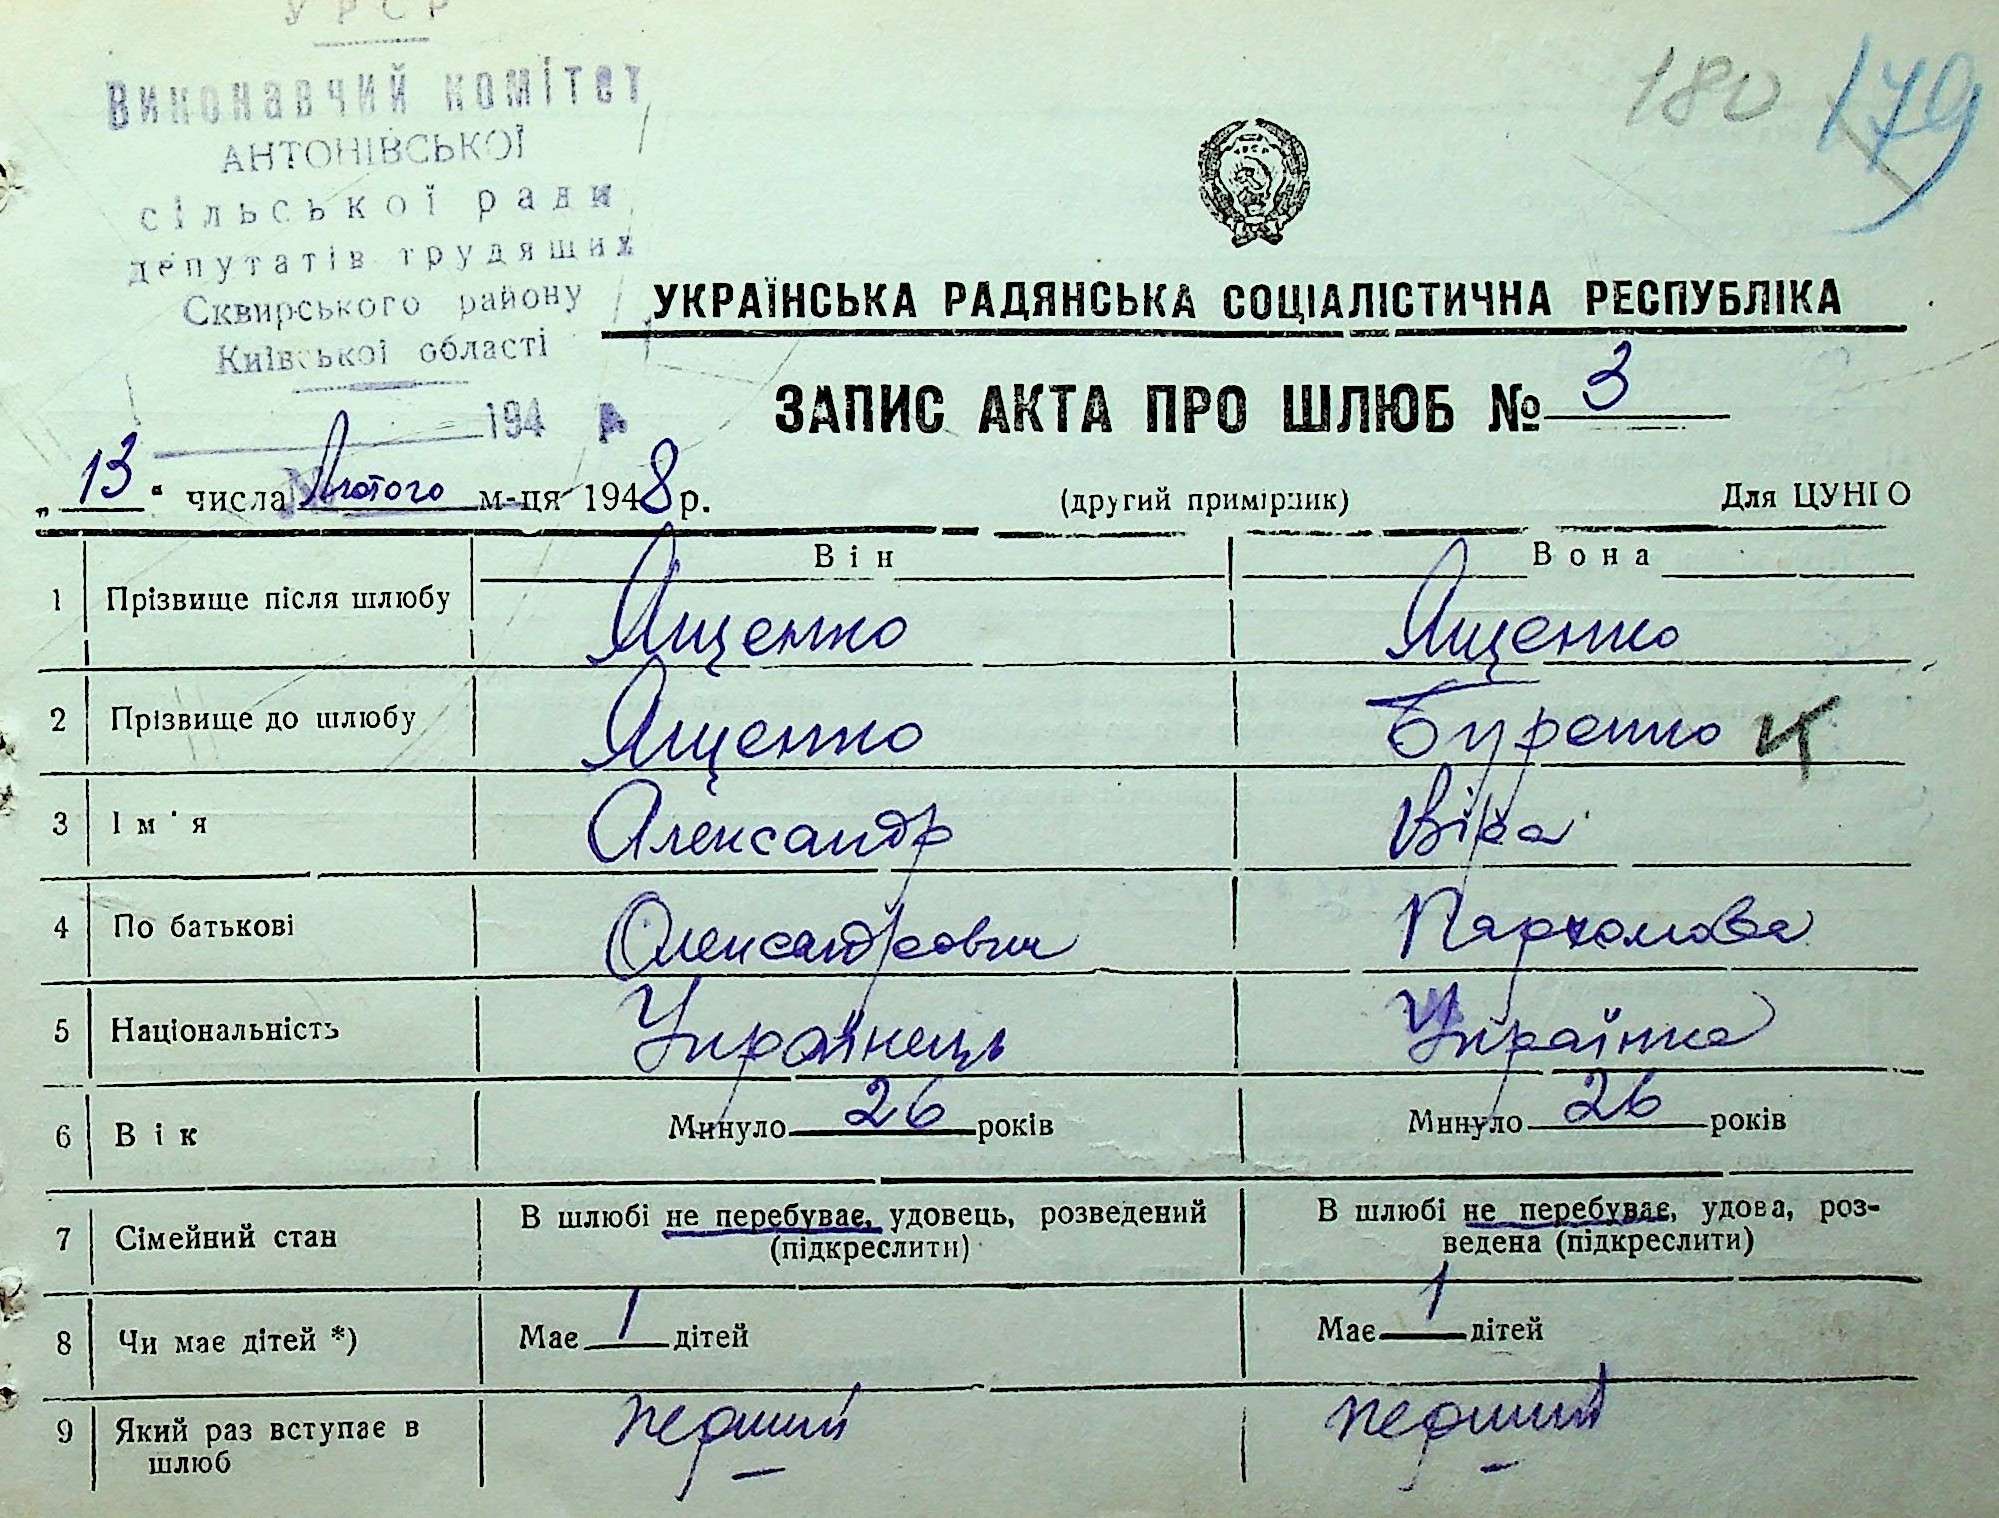 УРСР
Виконавчий комітет
АНТОНІВСЬКОЇ
сільської ради
депутатів трудящих
Сквирського району
Київської області
194 р.
180 179
УРСР
УКРАЇНСЬКА РАДЯНСЬКА СОЦІАЛІСТИЧНА РЕСПУБЛІКА
ЗАПИС АКТА ПРО ШЛЮБ № 3
„13" числа Лютого м-ця 1948 р. (другий примірник) Для ЦУНГО
Він Вона
1 Прізвище після шлюбу Ященко Ященко
2 Прізвище до шлюбу Ященко Буренко
3 Ім'я Александр Віра
4 По батькові Олександрович Пархомова
5 Національність Українець Українка
6 Вік Минуло 26 років Минуло 26 років
7 Сімейний стан В шлюбі не перебуває, удовець, розведений В шлюбі не перебуває, удова, роз-
(підкреслити) ведена (підкреслити)
8 Чи має дітей *) Має 1 дітей Має 1 дітей
9 Який раз вступає в перший перший
шлюб